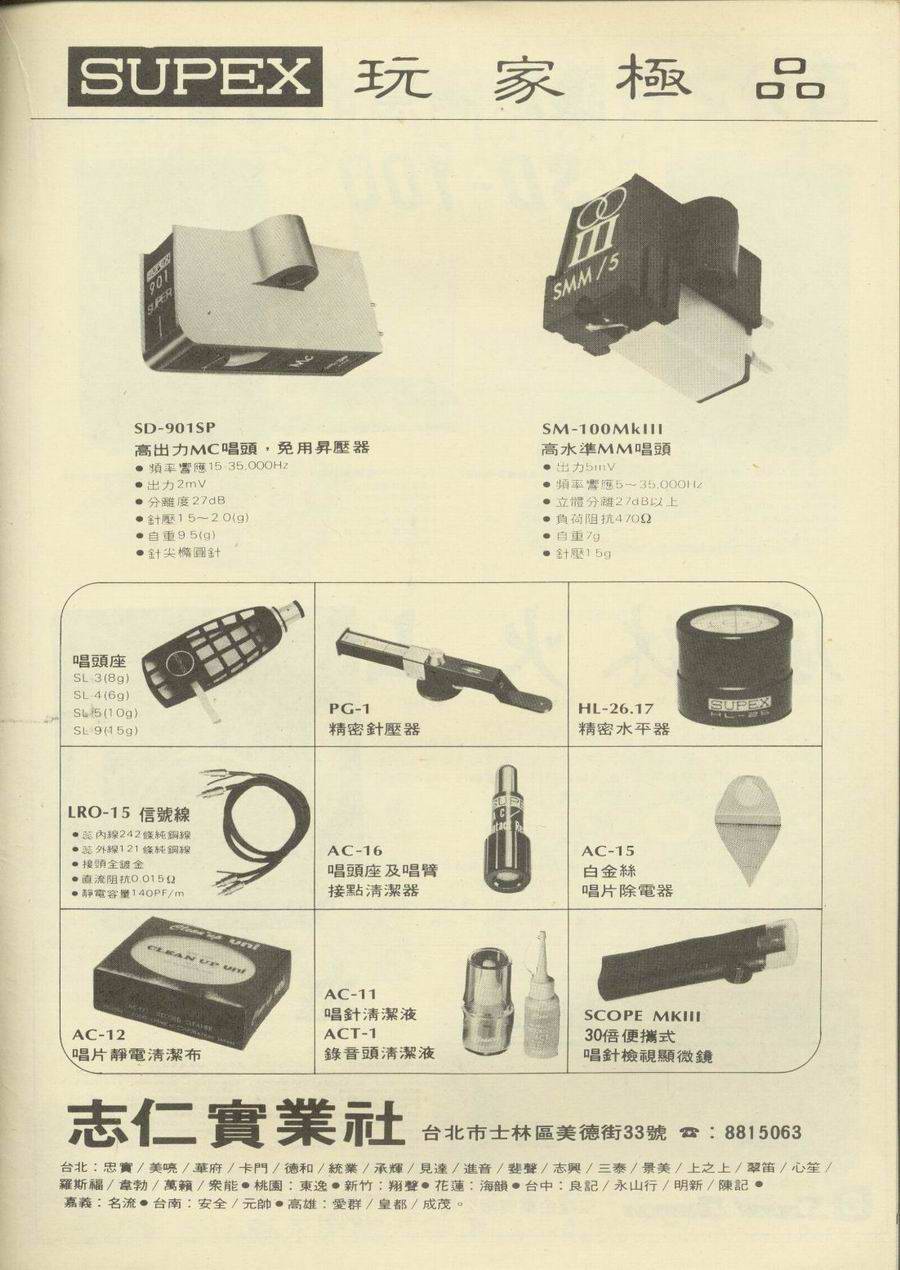 SUPEX 玩家極品
901
SUPER
MC
III
SMM/5
SD-901SP
高出力MC唱頭，免用昇壓器
●頻率響應15-35.000Hz
●出力2mV
●分離度27dB
●針壓1.5～2.0(g)
●自重9.5(g)
●針尖橢圓針
SM-100MkIII
高水準MM唱頭
●出力5mV
●頻率響應5～35,000Hz
●立體分離27dB以上
●負荷阻抗470Ω
●自重7g
●針壓1.5g
唱頭座
SL-3(8g)
SL-4(6g)
SL-5(10g)
SL-9(15g)
PG-1
精密針壓器
HL-26.17
精密水平器
SUPEX
HL-26
LRO-15 信號線
●蕊內線242條純銅線
●蕊外線121條純銅線
●接頭全鍍金
●直流阻抗0.015Ω
●靜電容量140PF/m
AC-16
唱頭座及唱臂
接點清潔器
SUPEX
AC-15
白金絲
唱片除電器
Clean up uni
CLEAN UP uni
AC-12
唱片靜電清潔布
AC-11
唱針清潔液
ACT-1
錄音頭清潔液
SCOPE MKIII
30倍便攜式
唱針檢視顯微鏡
志仁實業社 台北市士林區美德街33號 ☎：8815063
台北：忠實／美嘵／華府／卡門／德和／統業／承輝／見達／進音／斐聲／志興／三泰／景美／上之上／翠笛／心笙／
羅斯福／韋勃／萬籟／眾能●桃園：東逸●新竹：翔聲●花蓮：海韻●台中：良記／永山行／明新／陳記●
嘉義：名流●台南：安全／元帥●高雄：愛群／皇都／成茂。